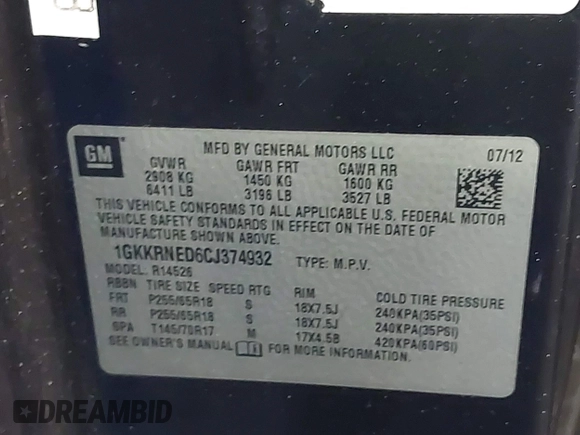 GM
MFD BY GENERAL MOTORS LLC 07/12
GVWR GAWR FRT GAWR RR
2908 KG 1450 KG 1600 KG
6411 LB 3196 LB 3527 LB
THIS VEHICLE CONFORMS TO ALL APPLICABLE U.S. FEDERAL MOTOR
VEHICLE SAFETY STANDARDS IN EFFECT ON THE DATE OF
MANUFACTURE SHOWN ABOVE.
1GKKRNED6CJ374932 TYPE: M.P.V.
MODEL: R14526
RBBN TIRE SIZE SPEED RTG RIM COLD TIRE PRESSURE
FRT P255/65R18 S 18X7.5J 240KPA(35PSI)
RR P255/65R18 S 18X7.5J 240KPA(35PSI)
SPA T145/70R17 M 17X4.5B 420KPA(60PSI)
SEE OWNER'S MANUAL FOR MORE INFORMATION.
DREAMBID